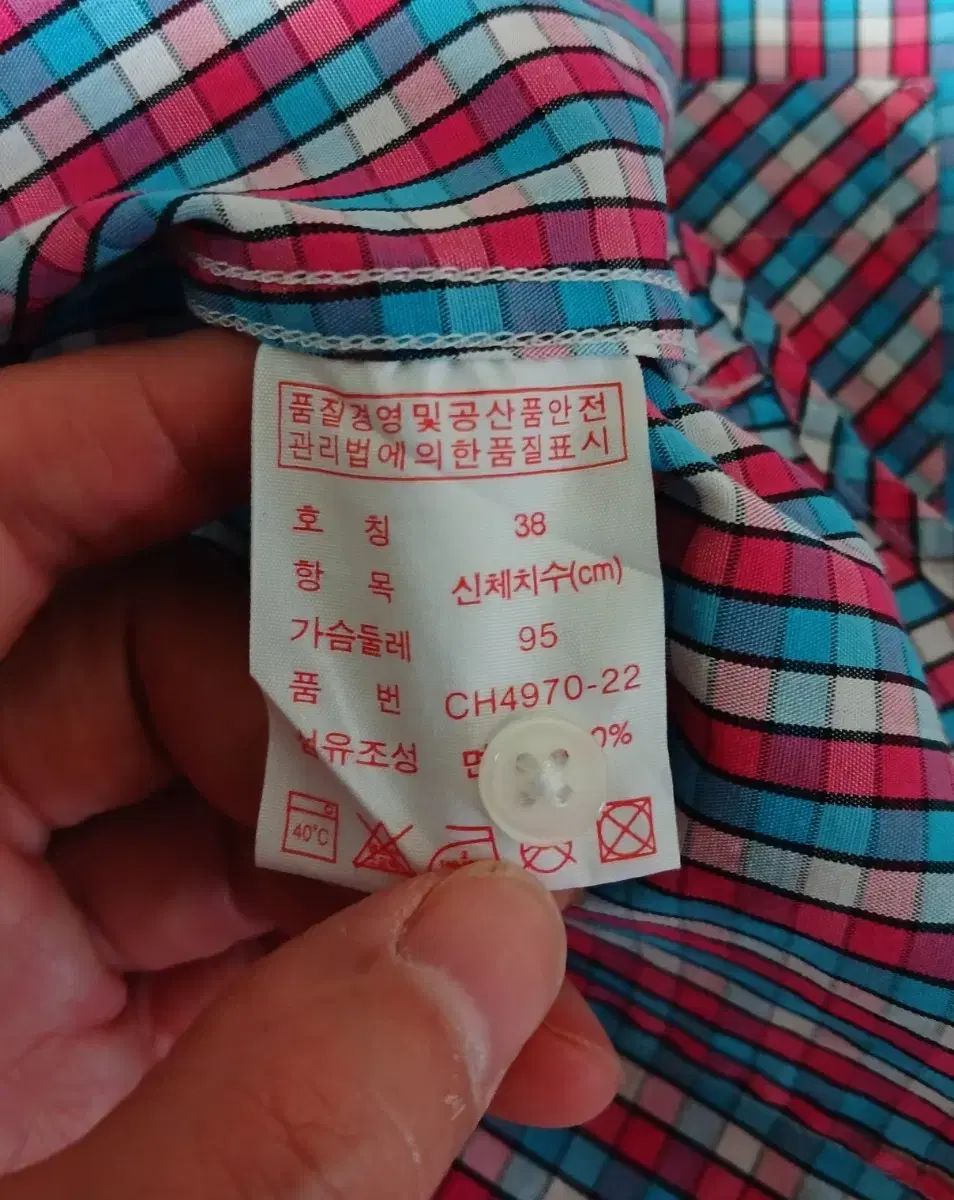 품질경영및공산품안전
관리법에의한품질표시
호 칭 38
항 목 신체치수(cm)
가슴둘레 95
품 번 CH4970-22
40°C